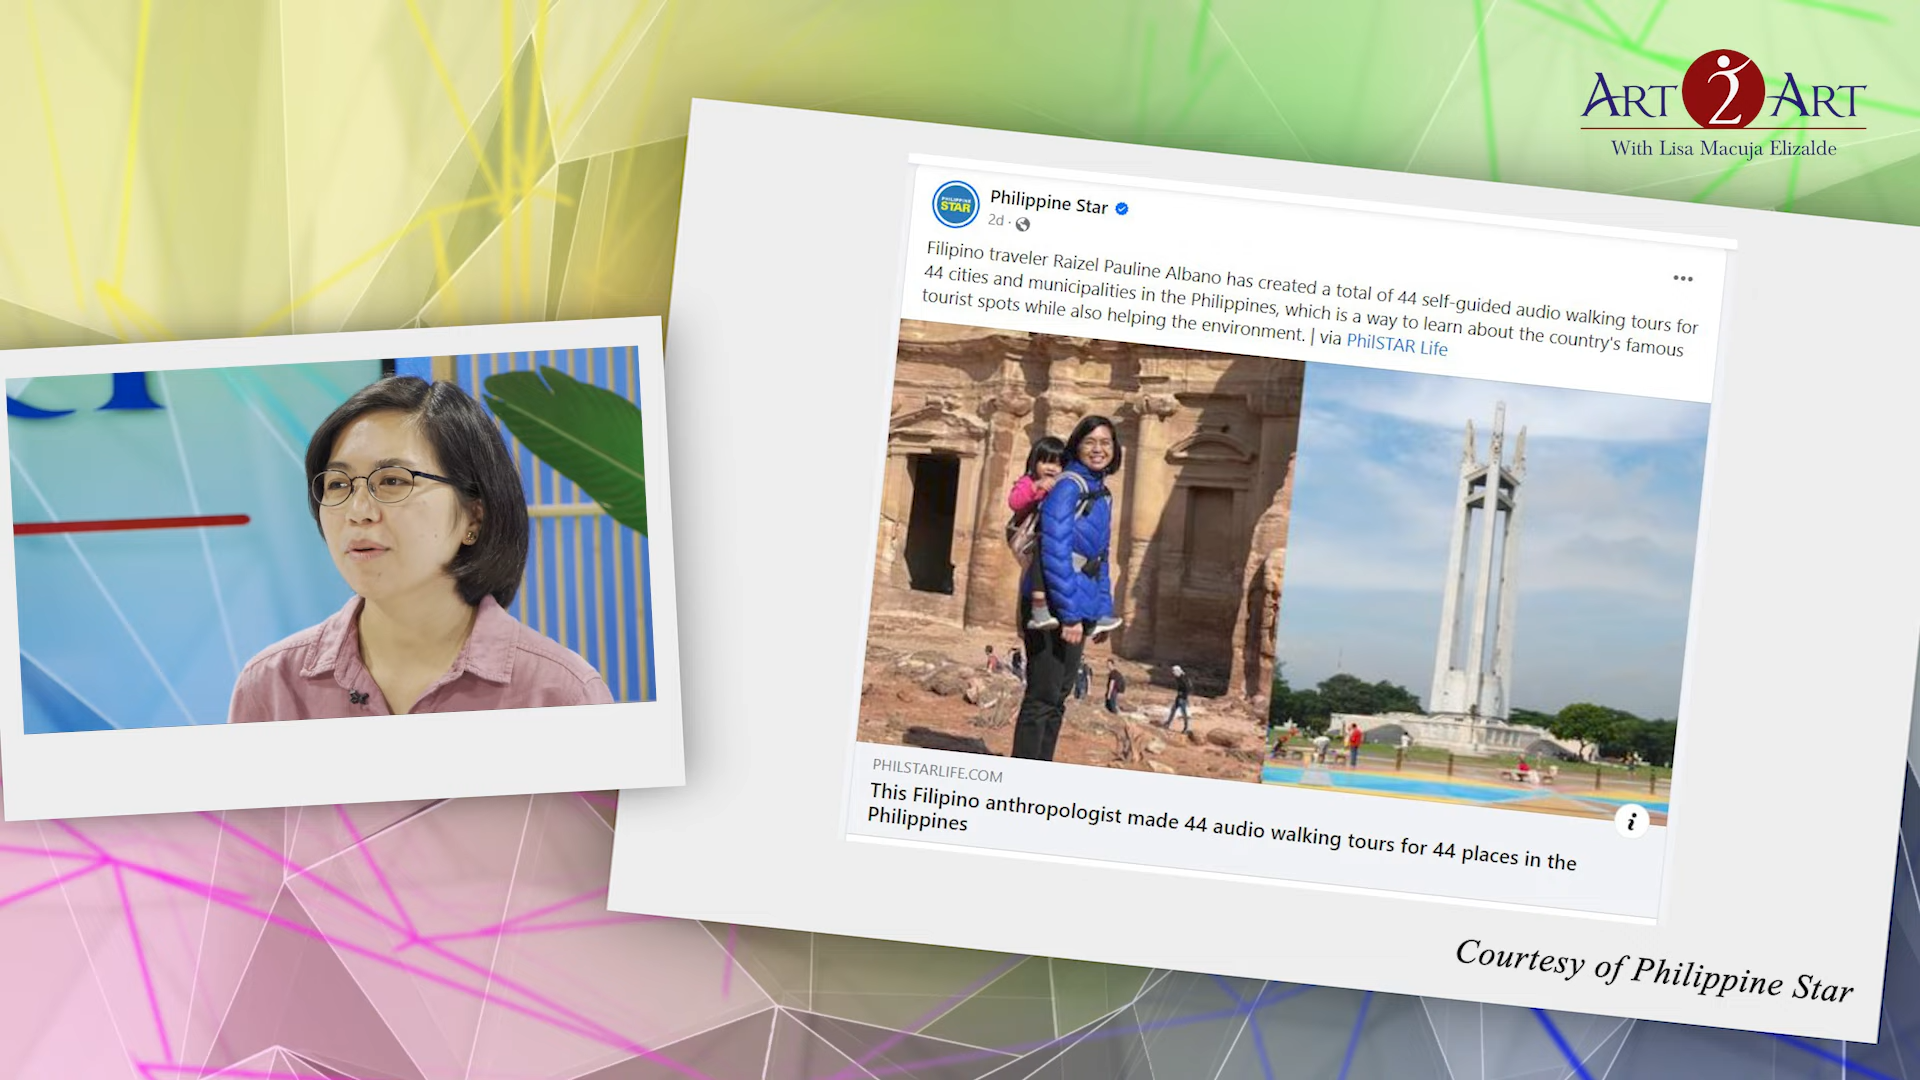 ART 2 ART
With Lisa Macuja Elizalde
PHILIPPINE
STAR
Philippine Star
2d
Filipino traveler Raizel Pauline Albano has created a total of 44 self-guided audio walking tours for
44 cities and municipalities in the Philippines, which is a way to learn about the country's famous
tourist spots while also helping the environment. | via PhilSTAR Life
PHILSTARLIFE.COM
This Filipino anthropologist made 44 audio walking tours for 44 places in the
Philippines
Courtesy of Philippine Star